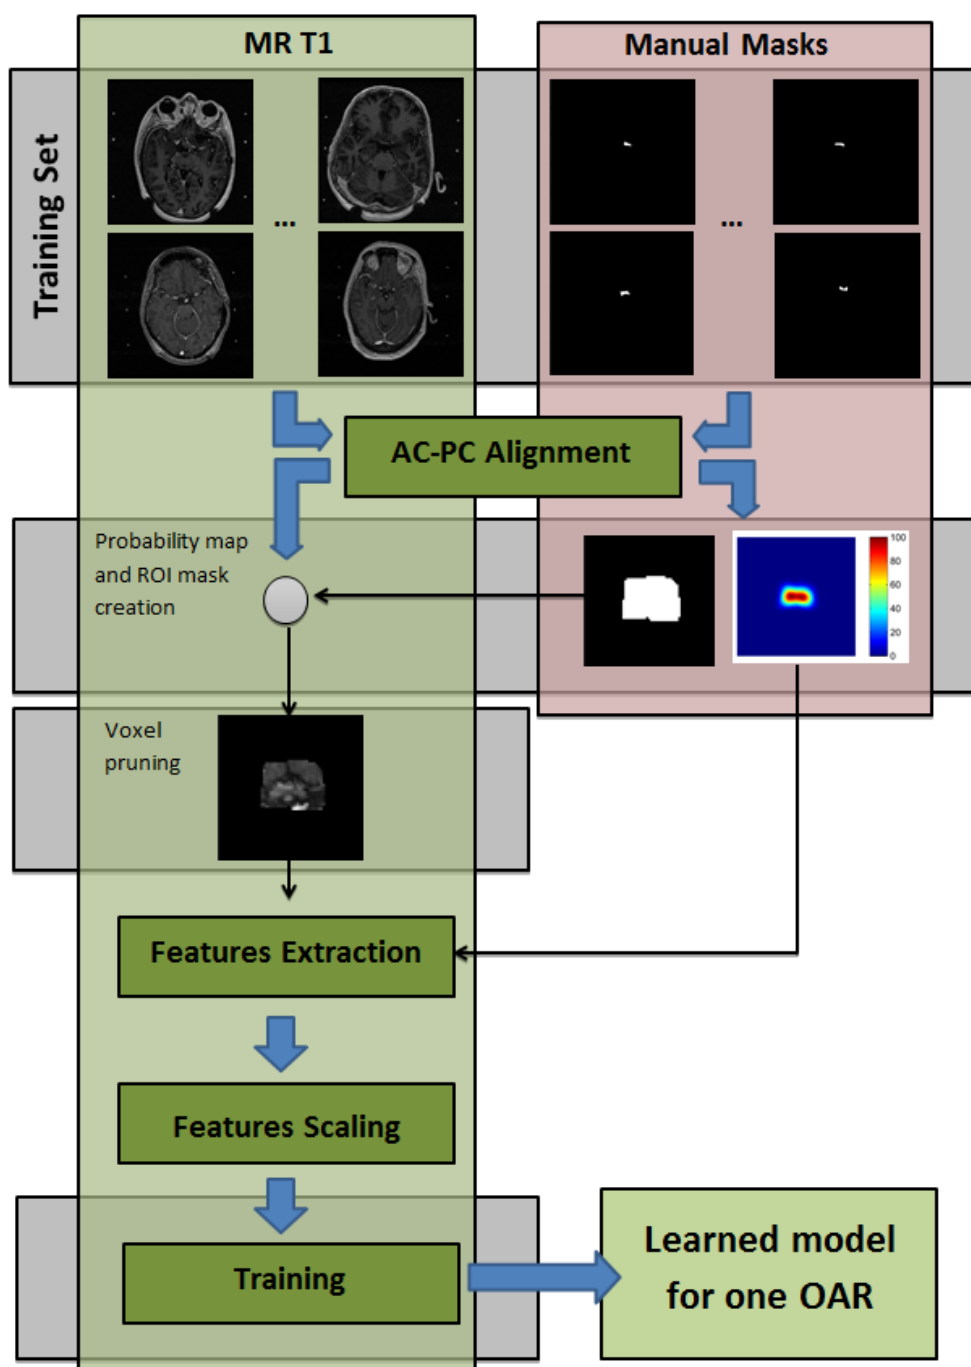 MR T1
Manual Masks
Training Set
...
...
AC-PC Alignment
Probability map
and ROI mask
creation
100
80
60
40
20
0
Voxel
pruning
Features Extraction
Features Scaling
Training
Learned model
for one OAR